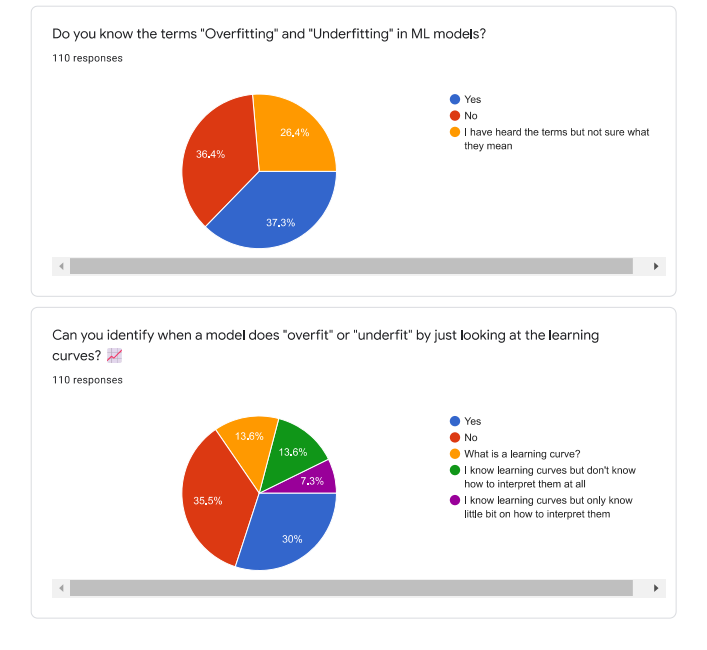 Do you know the terms "Overfitting" and "Underfitting" in ML models?
110 responses
Yes
No
I have heard the terms but not sure what
they mean
26.4%
36.4%
37.3%
Can you identify when a model does "overfit" or "underfit" by just looking at the learning
curves? 📈
110 responses
Yes
No
What is a learning curve?
I know learning curves but don't know
how to interpret them at all
I know learning curves but only know
little bit on how to interpret them
13.6%
13.6%
7.3%
35.5%
30%